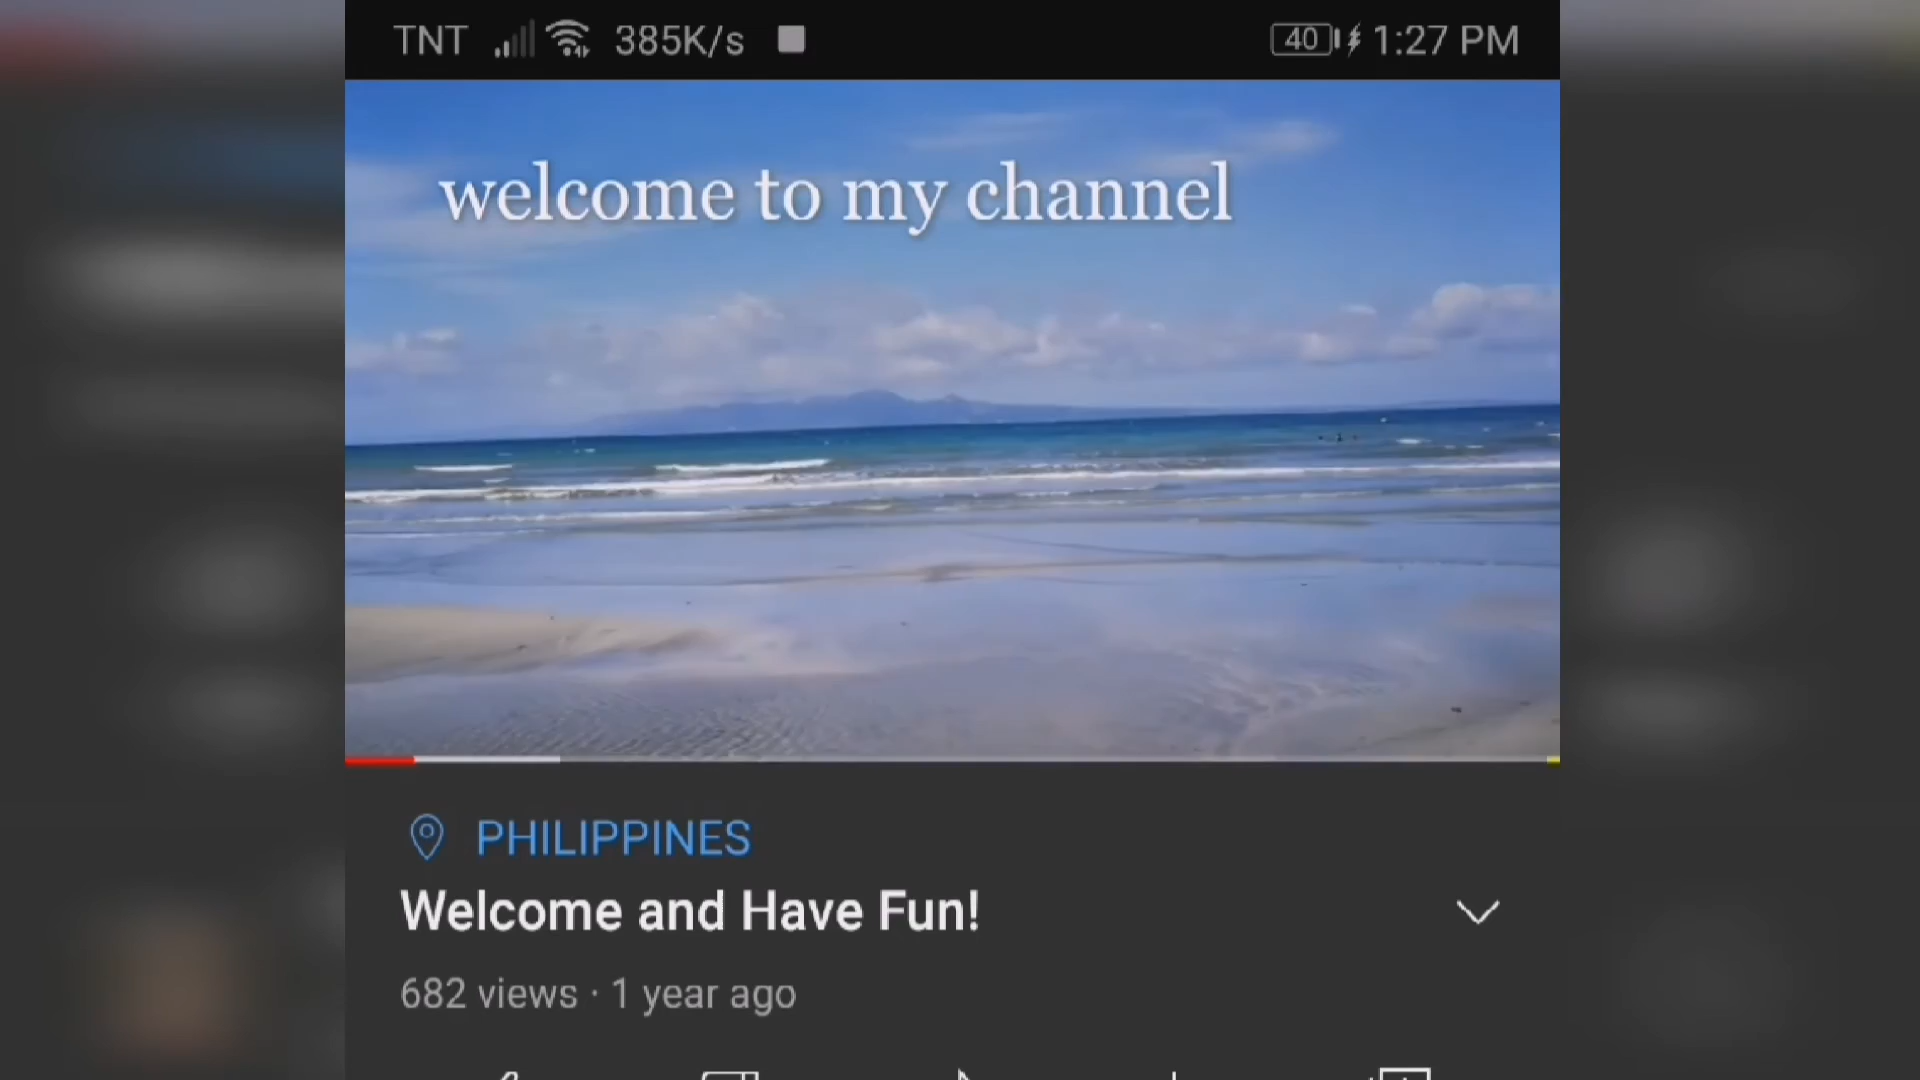 TNT 385K/s 40 1:27 PM
welcome to my channel
PHILIPPINES
Welcome and Have Fun!
682 views · 1 year ago